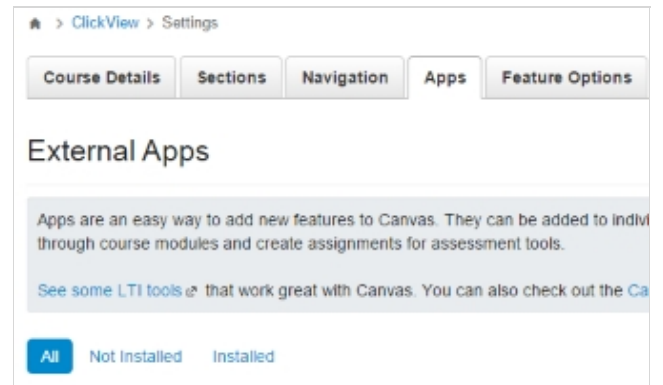 > ClickView > Settings
Course Details Sections Navigation Apps Feature Options
External Apps
Apps are an easy way to add new features to Canvas. They can be added to indivi
through course modules and create assignments for assessment tools.
See some LTI tools that work great with Canvas. You can also check out the Ca
All Not Installed Installed